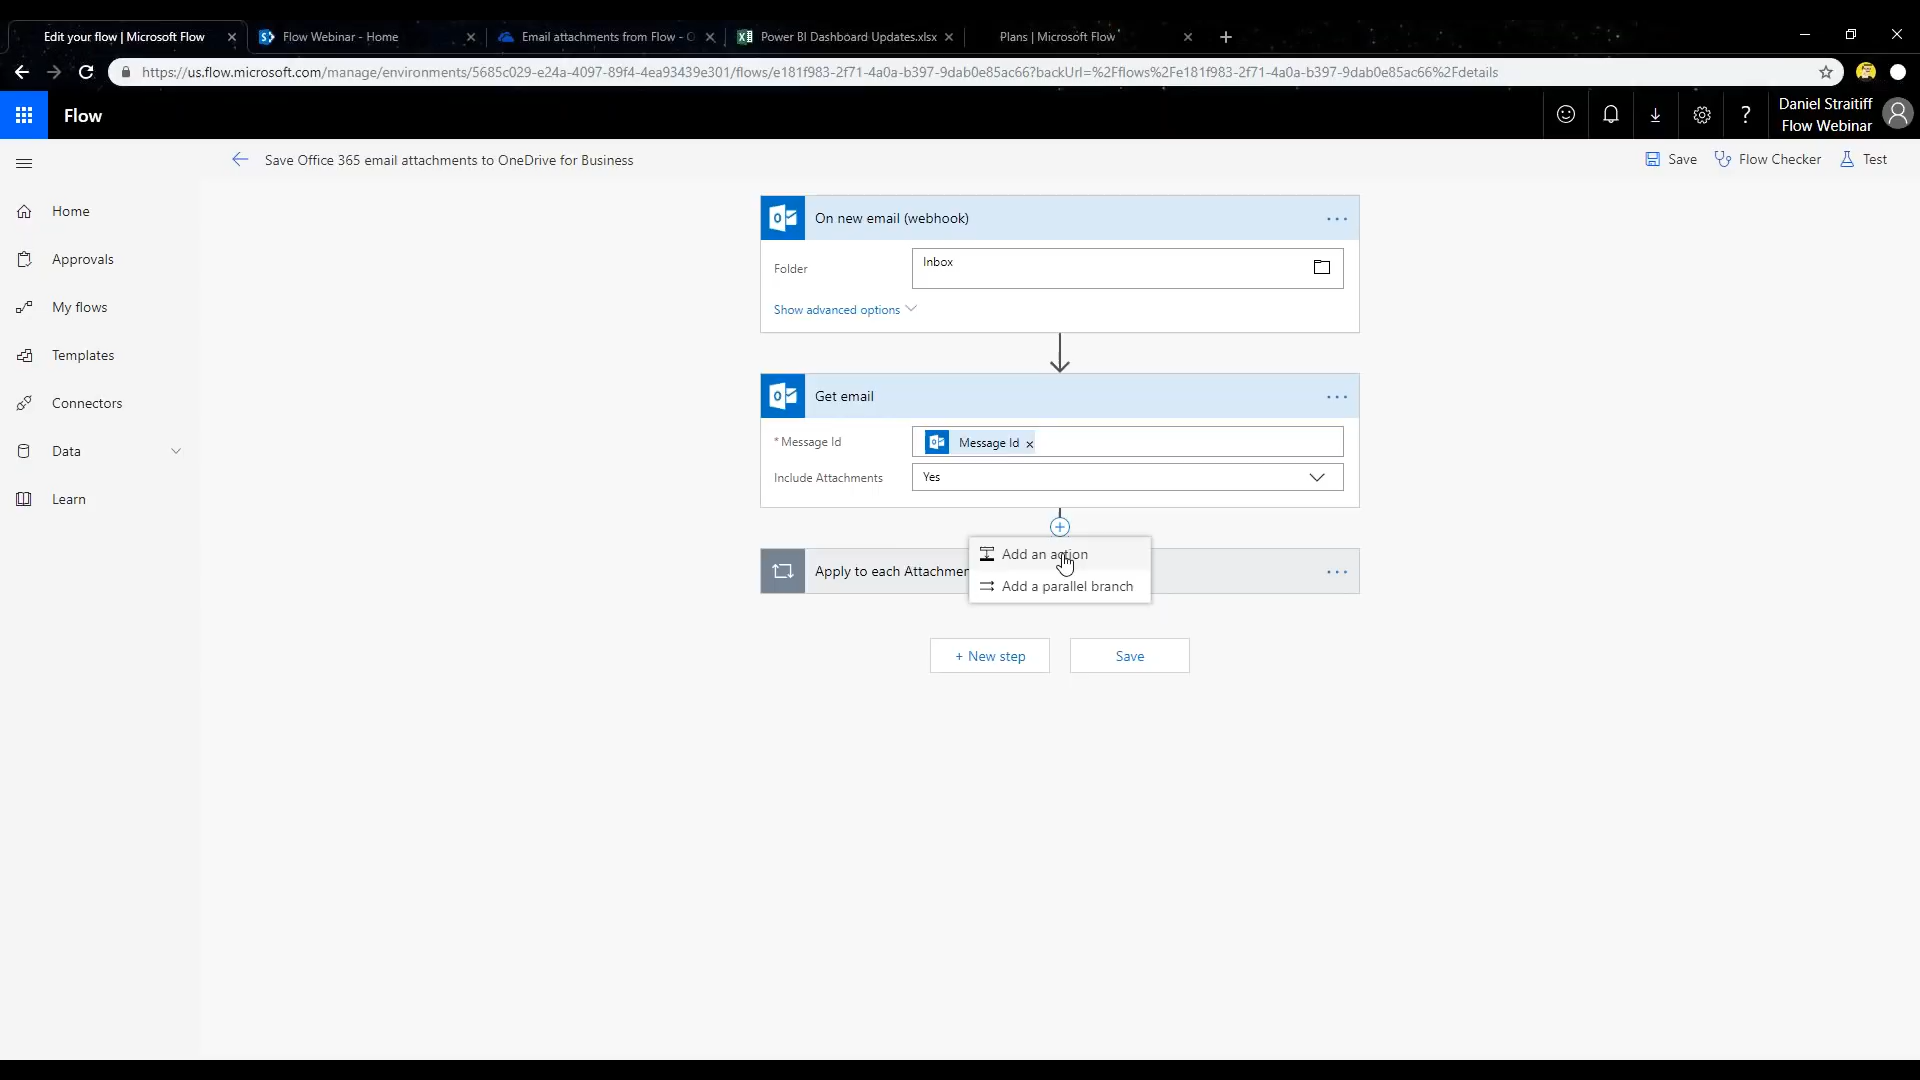 Edit your flow | Microsoft Flow
Flow Webinar - Home
Email attachments from Flow - O
Power BI Dashboard Updates.xlsx
Plans | Microsoft Flow
https://us.flow.microsoft.com/manage/environments/5685c029-e24a-4097-89f4-4ea93439e301/flows/e181f983-2f71-4a0a-b397-9dab0e85ac66?backUrl=%2Fflows%2Fe181f983-2f71-4a0a-b397-9dab0e85ac66%2Fdetails
Flow
Daniel Straitiff
Flow Webinar
Save Office 365 email attachments to OneDrive for Business
Save
Flow Checker
Test
Home
Approvals
My flows
Templates
Connectors
Data
Learn
On new email (webhook)
Folder
Inbox
Show advanced options
Get email
* Message Id
Message Id
Include Attachments
Yes
Add an action
Add a parallel branch
Apply to each Attachmen
+ New step
Save